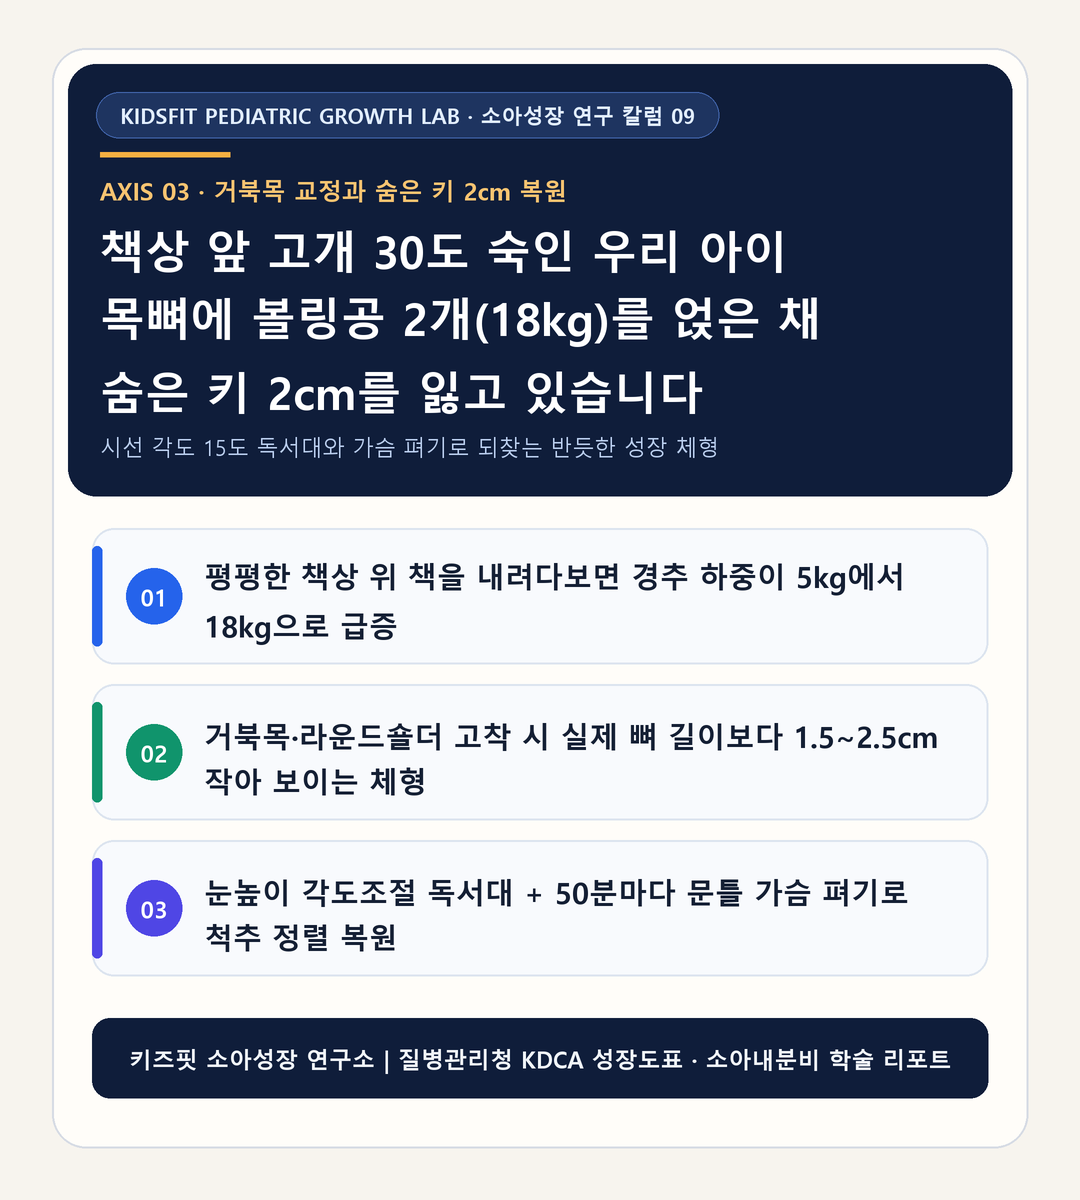 KIDSFIT PEDIATRIC GROWTH LAB · 소아성장 연구 칼럼 09
AXIS 03 · 거북목 교정과 숨은 키 2cm 복원
책상 앞 고개 30도 숙인 우리 아이
목뼈에 볼링공 2개(18kg)를 얹은 채
숨은 키 2cm를 잃고 있습니다
시선 각도 15도 독서대와 가슴 펴기로 되찾는 반듯한 성장 체형
01
평평한 책상 위 책을 내려다보면 경추 하중이 5kg에서
18kg으로 급증
02
거북목·라운드숄더 고착 시 실제 뼈 길이보다 1.5~2.5cm
작아 보이는 체형
03
눈높이 각도조절 독서대 + 50분마다 문틀 가슴 펴기로
척추 정렬 복원
키즈핏 소아성장 연구소 | 질병관리청 KDCA 성장도표 · 소아내분비 학술 리포트